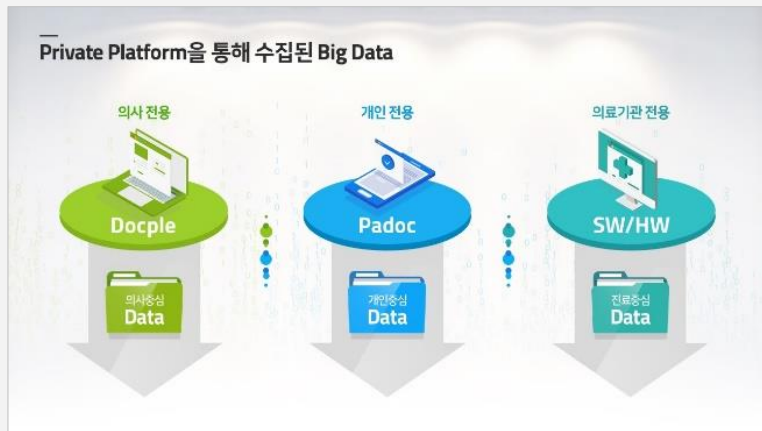 Private Platform을 통해 수집된 Big Data
의사 전용
개인 전용
의료기관 전용
Docple
Padoc
SW/HW
의사중심
Data
개인중심
Data
진료중심
Data